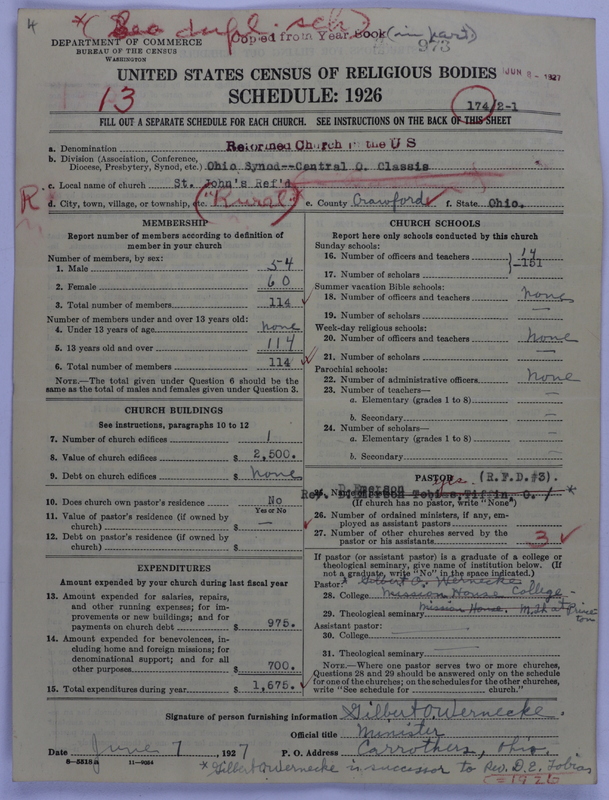 4
*(See dupl. sch)
Copied from Year Book (in part)
973
DEPARTMENT OF COMMERCE
BUREAU OF THE CENSUS
WASHINGTON
UNITED STATES CENSUS OF RELIGIOUS BODIES
JUN 8 - 1927
13
SCHEDULE: 1926
174/2-1
FILL OUT A SEPARATE SCHEDULE FOR EACH CHURCH. SEE INSTRUCTIONS ON THE BACK OF THIS SHEET
a. Denomination Reformed Church in the U S
b. Division (Association, Conference, Diocese, Presbytery, Synod, etc.) Ohio Synod--Central O. Classis
c. Local name of church St. John's Ref'd
R
d. City, town, village, or township, etc. (Rural) e. County Crawford f. State Ohio.
MEMBERSHIP
Report number of members according to definition of
member in your church
Number of members, by sex:
1. Male 54
2. Female 60
3. Total number of members 114
Number of members under and over 13 years old:
4. Under 13 years of age none
5. 13 years old and over 114
6. Total number of members 114
NOTE.—The total given under Question 6 should be the
same as the total of males and females given under Question 3.
CHURCH BUILDINGS
See instructions, paragraphs 10 to 12
7. Number of church edifices 1
8. Value of church edifices $ 2,500.
9. Debt on church edifices $ none
10. Does church own pastor's residence No
Yes or No
11. Value of pastor's residence (if owned by
church) $ —
12. Debt on pastor's residence (if owned by
church) $
EXPENDITURES
Amount expended by your church during last fiscal year
13. Amount expended for salaries, repairs,
and other running expenses; for im-
provements or new buildings; and for
payments on church debt $ 975.
14. Amount expended for benevolences, in-
cluding home and foreign missions; for
denominational support; and for all
other purposes $ 700.
15. Total expenditures during year $ 1,675.
CHURCH SCHOOLS
Report here only schools conducted by this church
Sunday schools:
16. Number of officers and teachers 14
17. Number of scholars 151
Summer vacation Bible schools:
18. Number of officers and teachers none
19. Number of scholars —
Week-day religious schools:
20. Number of officers and teachers none
21. Number of scholars —
Parochial schools:
22. Number of administrative officers none
23. Number of teachers—
a. Elementary (grades 1 to 8) —
b. Secondary —
24. Number of scholars—
a. Elementary (grades 1 to 8) —
b. Secondary —
PASTOR yes. (R.F.D.#3).
D. Emerson
Rev. Tobias, Tiffin, O. / *
(If church has no pastor, write "None")
26. Number of ordained ministers, if any, em-
ployed as assistant pastors
27. Number of other churches served by the
pastor or his assistants 3
If pastor (or assistant pastor) is a graduate of a college or
theological seminary, give name of institution below. (If
not a graduate, write "No" in the space indicated.)
Pastor: * Gilbert O. Wernecke
28. College Mission House College
29. Theological seminary Mission House. M.Th at Prince
ton
Assistant pastor:
30. College
31. Theological seminary
NOTE.—Where one pastor serves two or more churches,
Questions 28 and 29 should be answered only on the schedule
for one of the churches; on the schedules for the other churches,
write "See schedule for church."
Signature of person furnishing information Gilbert O Wernecke
Official title Minister
Date June 7, 1927 P. O. Address Carrothers, Ohio.
8—5518a 11—9054
*Gilbert O Wernecke is successor to Rev. D. E. Tobias
=1926